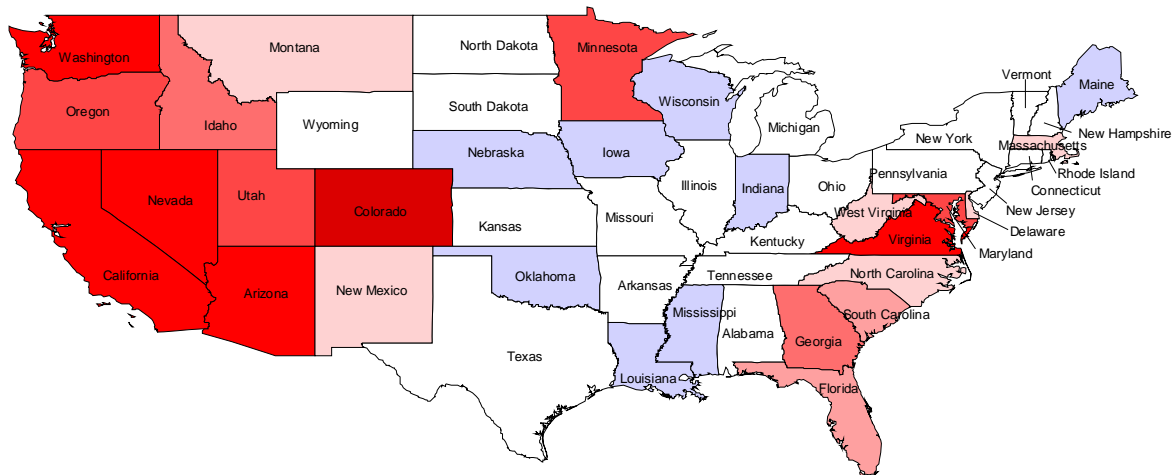 Washington
Montana
North Dakota
Minnesota
Vermont
Maine
Oregon
Idaho
Wyoming
South Dakota
Wisconsin
Michigan
New York
New Hampshire
Massachusetts
Rhode Island
Connecticut
Nebraska
Iowa
Illinois
Indiana
Ohio
Pennsylvania
New Jersey
Nevada
Utah
Colorado
Kansas
Missouri
West Virginia
Kentucky
Virginia
Delaware
Maryland
California
Arizona
New Mexico
Oklahoma
Arkansas
Tennessee
North Carolina
Mississippi
Alabama
South Carolina
Georgia
Texas
Louisiana
Florida